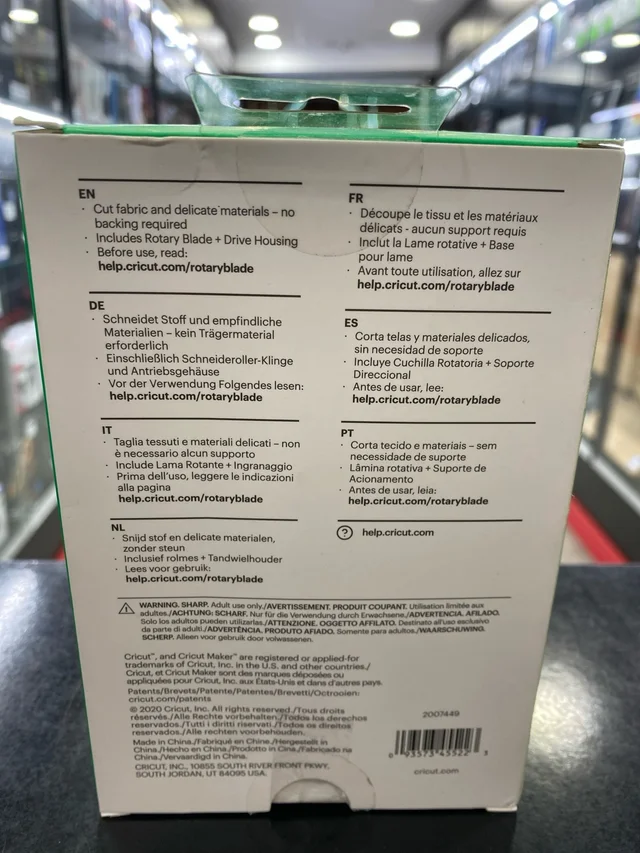 EN
· Cut fabric and delicate materials – no
backing required
· Includes Rotary Blade + Drive Housing
· Before use, read:
help.cricut.com/rotaryblade
FR
· Découpe le tissu et les matériaux
délicats - aucun support requis
· Inclut la Lame rotative + Base
pour lame
· Avant toute utilisation, allez sur
help.cricut.com/rotaryblade
DE
· Schneidet Stoff und empfindliche
Materialien – kein Trägermaterial
erforderlich
· Einschließlich Schneideroller-Klinge
und Antriebsgehäuse
· Vor der Verwendung Folgendes lesen:
help.cricut.com/rotaryblade
ES
· Corta telas y materiales delicados,
sin necesidad de soporte
· Incluye Cuchilla Rotatoria + Soporte
Direccional
· Antes de usar, lee:
help.cricut.com/rotaryblade
IT
· Taglia tessuti e materiali delicati – non
è necessario alcun supporto
· Include Lama Rotante + Ingranaggio
· Prima dell'uso, leggere le indicazioni
alla pagina
help.cricut.com/rotaryblade
PT
· Corta tecido e materiais – sem
necessidade de suporte
· Lâmina rotativa + Suporte de
Acionamento
· Antes de usar, leia:
help.cricut.com/rotaryblade
NL
· Snijd stof en delicate materialen,
zonder steun
· Inclusief rolmes + Tandwielhouder
· Lees voor gebruik:
help.cricut.com/rotaryblade
? help.cricut.com
WARNING. SHARP. Adult use only./AVERTISSEMENT. PRODUIT COUPANT. Utilisation limitée aux
adultes./ACHTUNG: SCHARF. Nur für die Verwendung durch Erwachsene./ADVERTENCIA. AFILADO.
Solo los adultos pueden utilizarlas./ATTENZIONE. OGGETTO AFFILATO. Destinato all'uso esclusivo
da parte di adulti./ADVERTÊNCIA. PRODUTO AFIADO. Somente para adultos./WAARSCHUWING.
SCHERP. Alleen voor gebruik door volwassenen.
Cricut™, and Cricut Maker™ are registered or applied-for
trademarks of Cricut, Inc. in the U.S. and other countries./
Cricut, et Cricut Maker sont des marques déposées ou
appliquées pour Cricut, Inc. aux États-Unis et dans d'autres pays.
Patents/Brevets/Patente/Patentes/Brevetti/Octrooien:
cricut.com/patents
© 2020 Cricut, Inc. All rights reserved./Tous droits
réservés./Alle Rechte vorbehalten./Todos los derechos
reservados./Tutti i diritti riservati./Todos os direitos
reservados./Alle rechten voorbehouden.
Made in China./Fabriqué en China./Hergestellt in
China./Hecho en China./Prodotto in Cina./Fabricado na
China./Vervaardigd in China.
CRICUT, INC., 10855 SOUTH RIVER FRONT PKWY,
SOUTH JORDAN, UT 84095 USA.
2007449
0 93573 45522 3
cricut.com